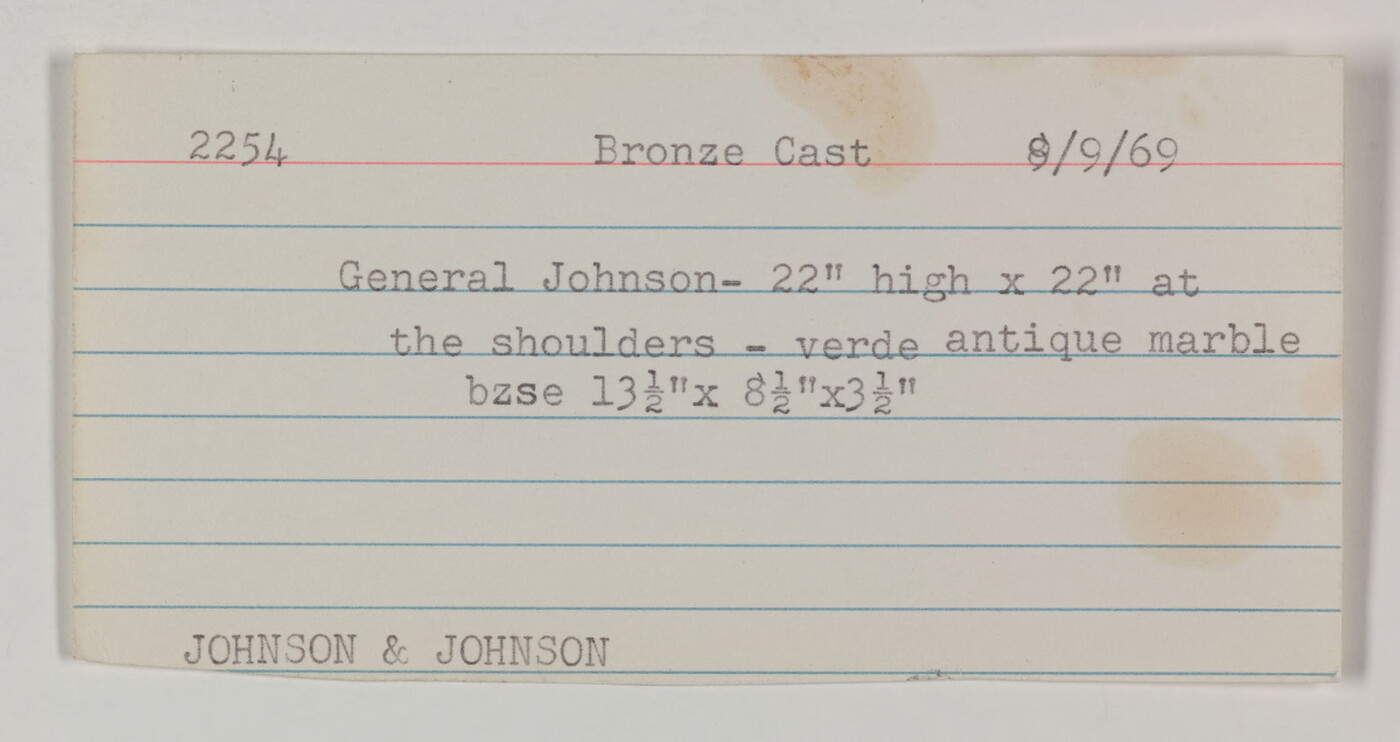 2254 Bronze Cast 8/9/69
General Johnson- 22" high x 22" at
the shoulders - verde antique marble
bzse 13½"x 8½"x3½"
JOHNSON & JOHNSON